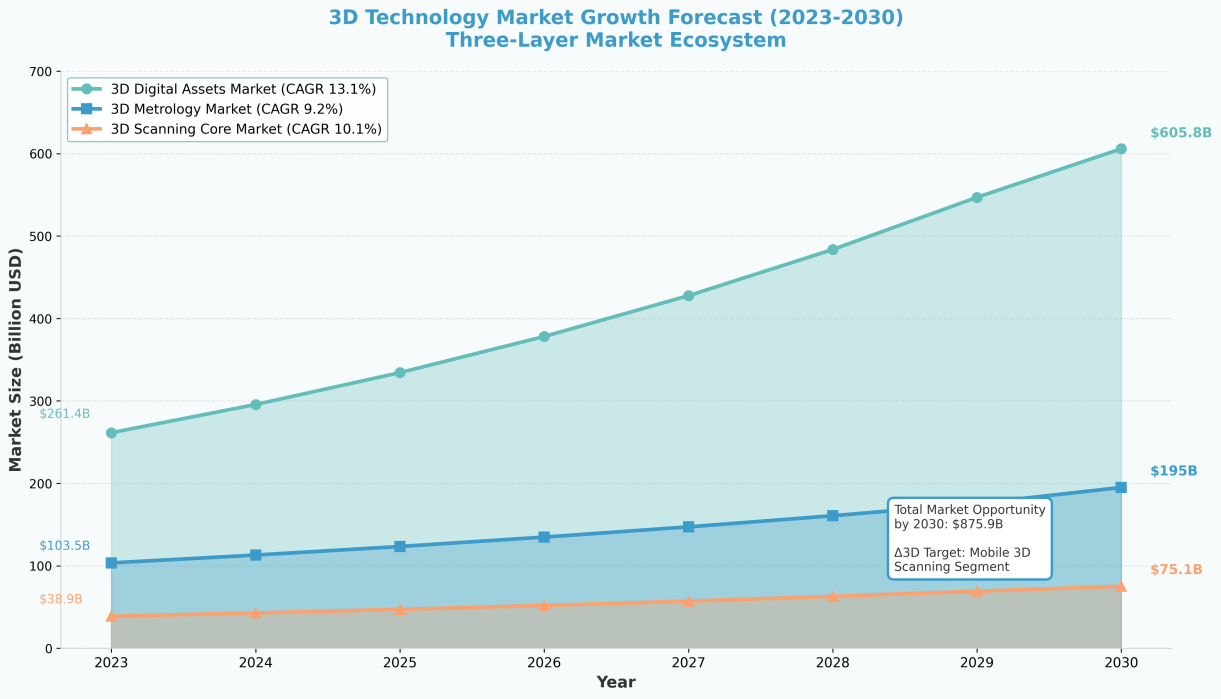 3D Technology Market Growth Forecast (2023-2030)
Three-Layer Market Ecosystem
3D Digital Assets Market (CAGR 13.1%)
3D Metrology Market (CAGR 9.2%)
3D Scanning Core Market (CAGR 10.1%)
Market Size (Billion USD)
700
600
500
400
300
200
100
0
$261.4B
$103.5B
$38.9B
$605.8B
$195B
$75.1B
Total Market Opportunity
by 2030: $875.9B
Δ3D Target: Mobile 3D
Scanning Segment
2023
2024
2025
2026
2027
2028
2029
2030
Year